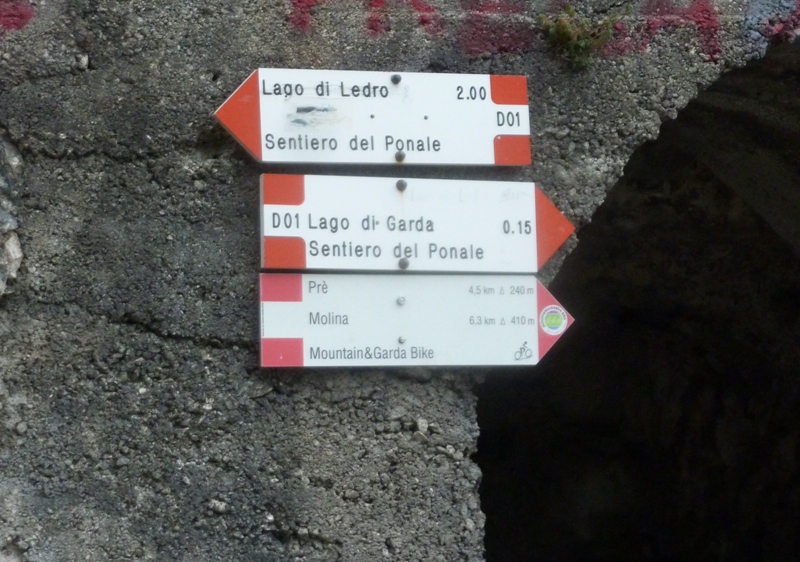 Lago di Ledro 2.00
D01
Sentiero del Ponale
D01 Lago di Garda 0.15
Sentiero del Ponale
Prè 4,5 km ∆ 240 m
Molina 6,3 km ∆ 410 m
Mountain&Garda Bike